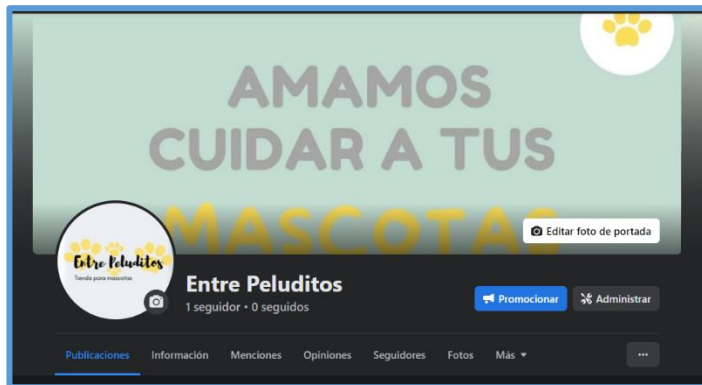 AMAMOS
CUIDAR A TUS
MASCOTAS
Editar foto de portada
Entre Peluditos
Tienda para mascotas
Entre Peluditos
1 seguidor • 0 seguidos
Promocionar
Administrar
Publicaciones
Información
Menciones
Opiniones
Seguidores
Fotos
Más